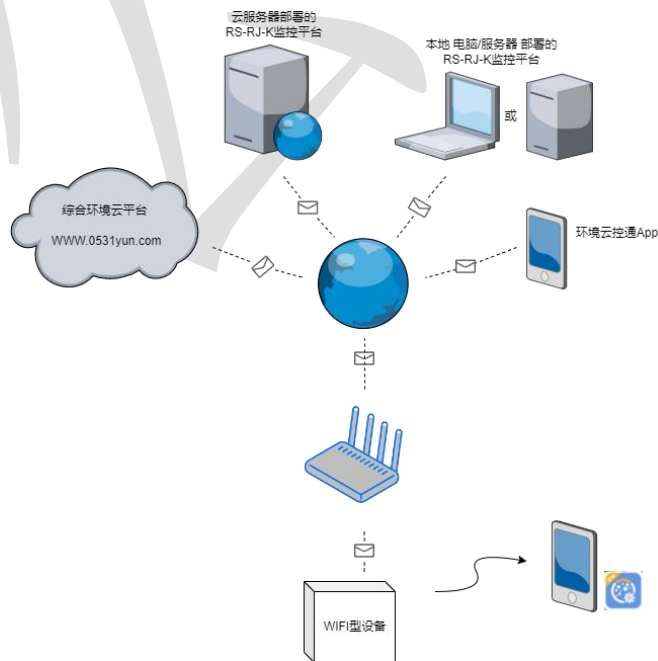 云服务器部署的
RS-RJ-K监控平台
本地 电脑/服务器 部署的
RS-RJ-K监控平台
或
综合环境云平台
WWW.0531yun.com
环境云控通App
WIFI型设备